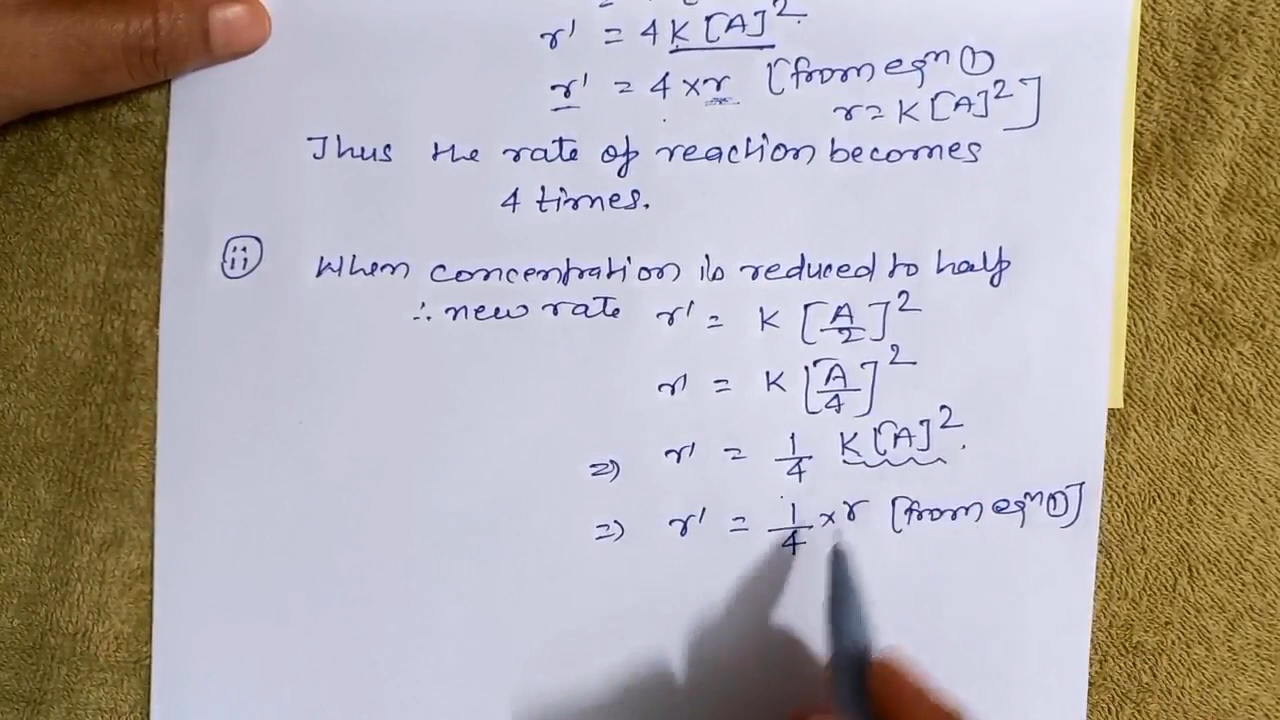 r' = 4 K[A]²
r' = 4 × r [from eqⁿ ①
r = K[A]²]
Thus the rate of reaction becomes
4 times.
(ii) When concentration is reduced to half
∴ new rate r' = K [A/2]²
r' = K [A/4]²
=> r' = 1/4 K[A]².
=> r' = 1/4 × r [from eqⁿ ①]